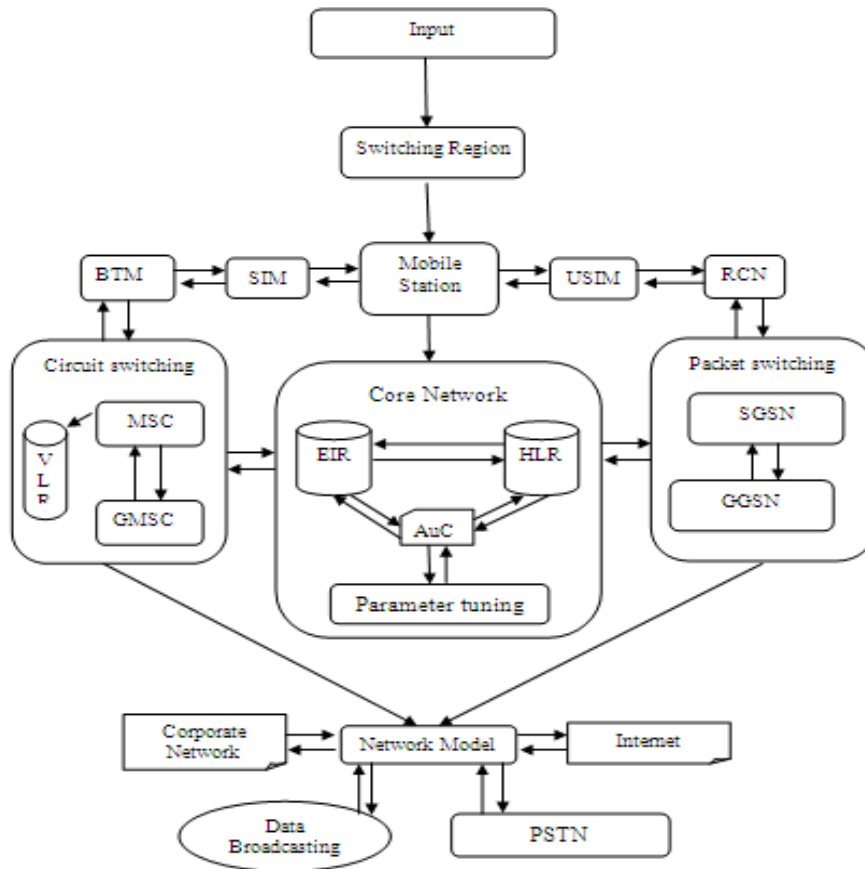 Input
Switching Region
BTM
SIM
Mobile
Station
USIM
RCN
Circuit switching
MSC
V
L
R
GMSC
Core Network
EIR
HLR
AuC
Parameter tuning
Packet switching
SGSN
GGSN
Corporate
Network
Network Model
Internet
Data
Broadcasting
PSTN